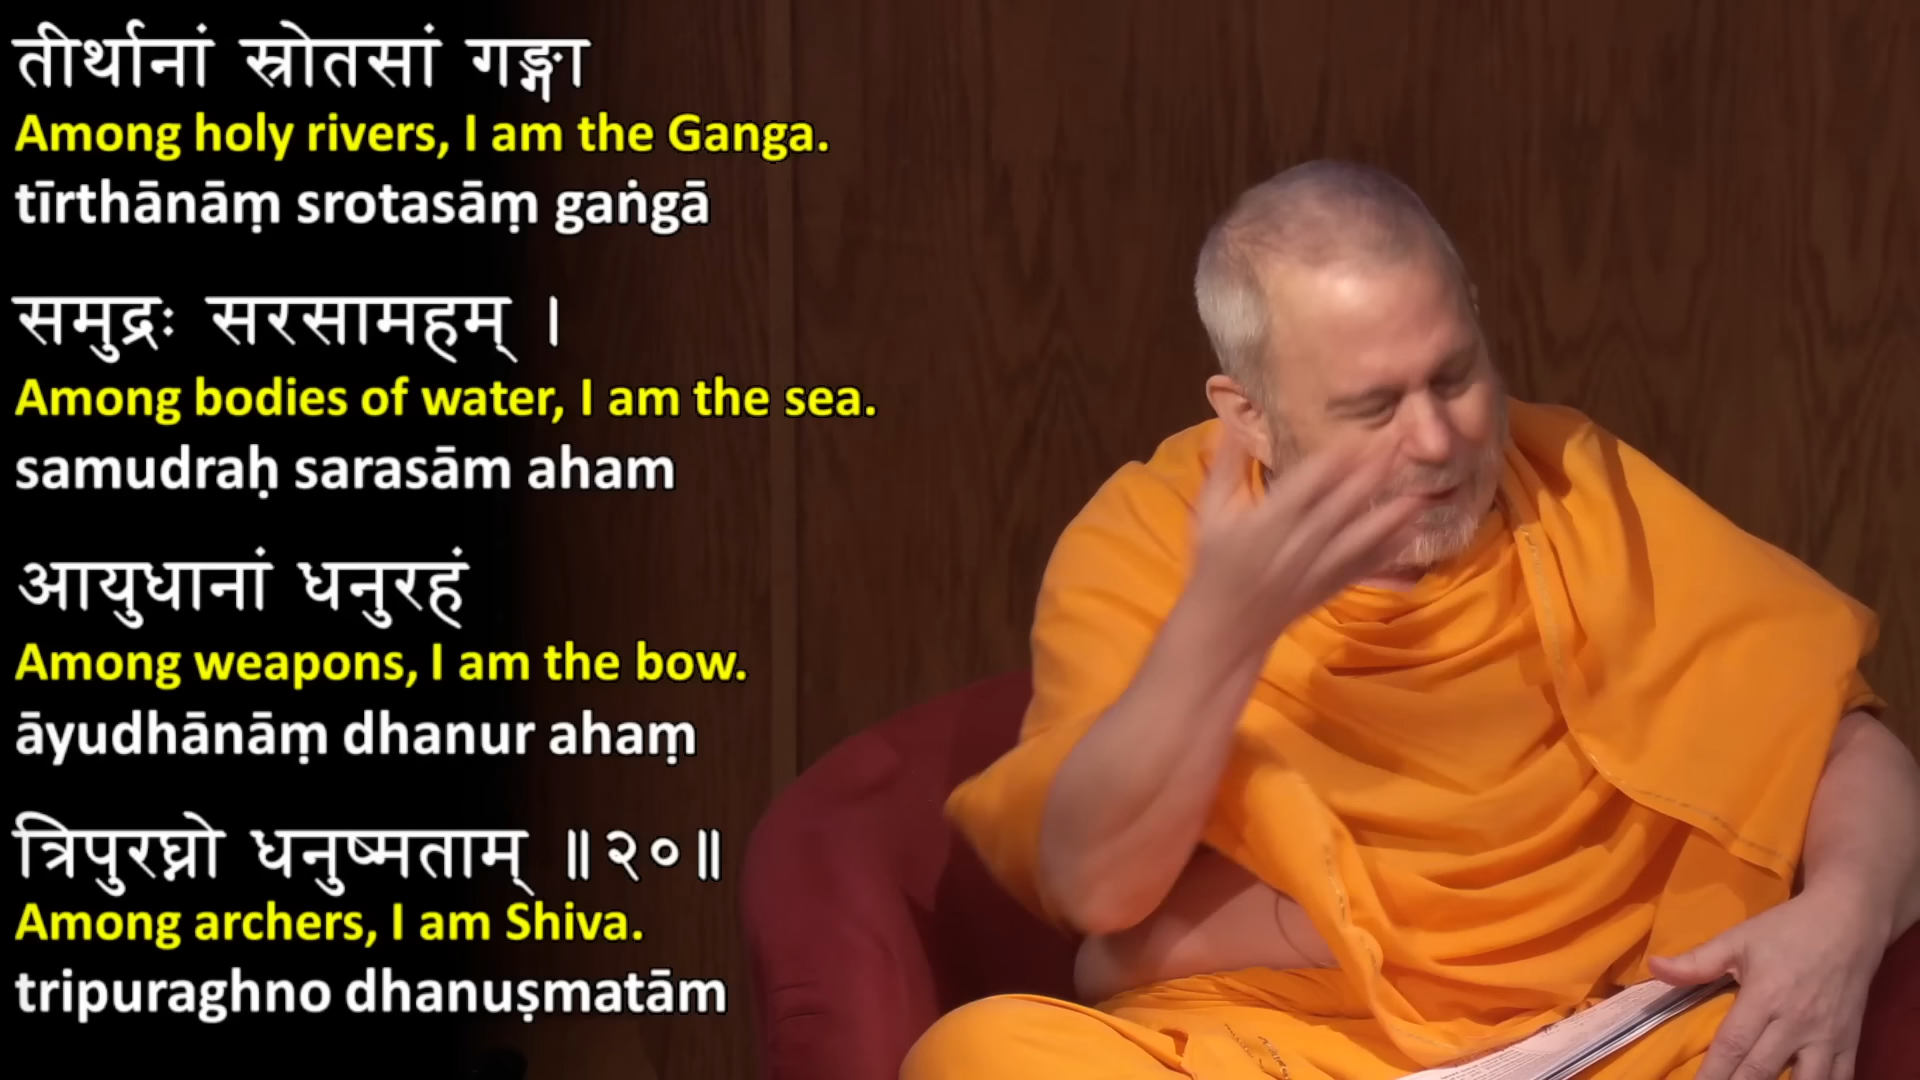 तीर्थानां स्रोतसां गङ्गा
Among holy rivers, I am the Ganga.
tīrthānāṃ srotasāṃ gaṅgā
समुद्रः सरसामहम् ।
Among bodies of water, I am the sea.
samudraḥ sarasām aham
आयुधानां धनुरहं
Among weapons, I am the bow.
āyudhānāṃ dhanur ahaṃ
त्रिपुरघ्नो धनुष्मताम् ॥२०॥
Among archers, I am Shiva.
tripuraghno dhanuṣmatām